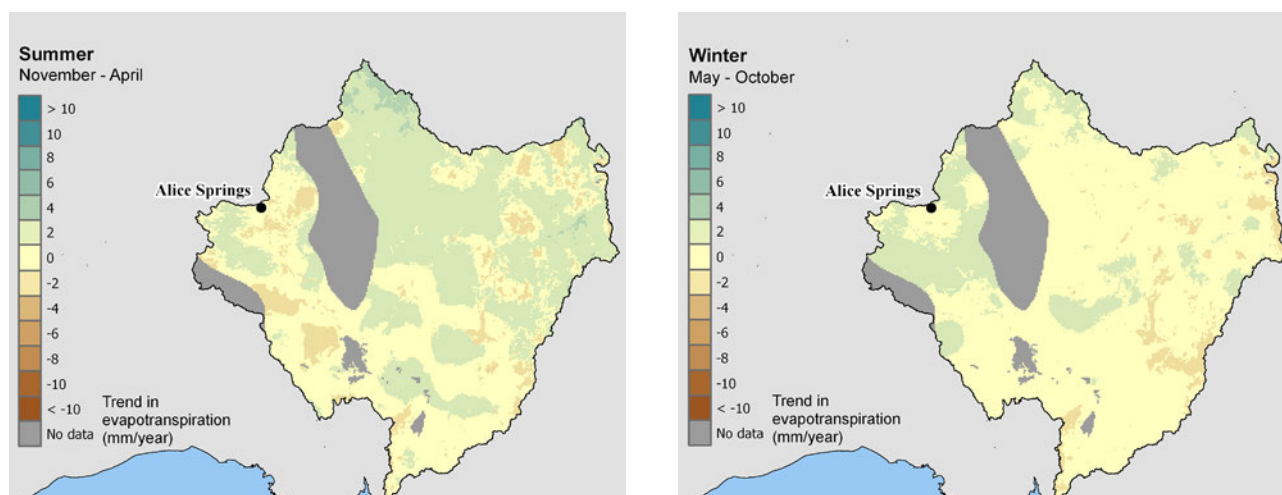 Summer
November - April
> 10
10
8
6
4
2
0
-2
-4
-6
-8
-10
< -10
No data
Trend in
evapotranspiration
(mm/year)
Alice Springs
Winter
May - October
> 10
10
8
6
4
2
0
-2
-4
-6
-8
-10
< -10
No data
Trend in
evapotranspiration
(mm/year)
Alice Springs